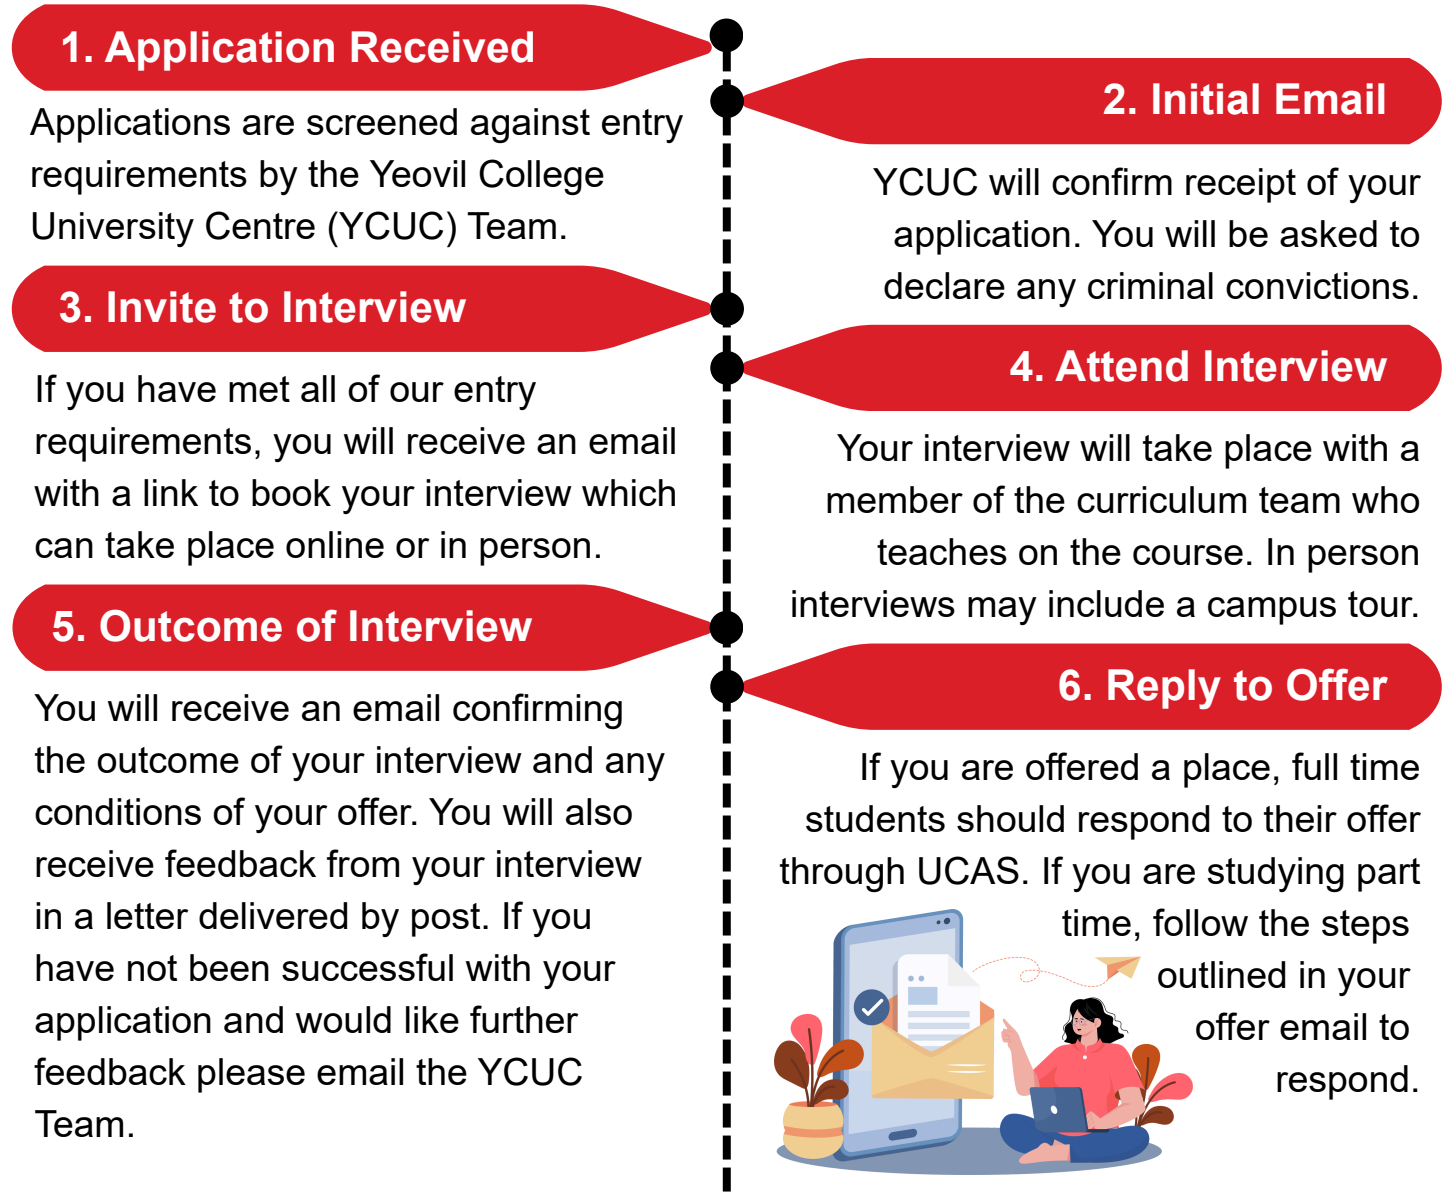 1. Application Received
Applications are screened against entry
requirements by the Yeovil College
University Centre (YCUC) Team.
2. Initial Email
YCUC will confirm receipt of your
application. You will be asked to
declare any criminal convictions.
3. Invite to Interview
If you have met all of our entry
requirements, you will receive an email
with a link to book your interview which
can take place online or in person.
4. Attend Interview
Your interview will take place with a
member of the curriculum team who
teaches on the course. In person
interviews may include a campus tour.
5. Outcome of Interview
You will receive an email confirming
the outcome of your interview and any
conditions of your offer. You will also
receive feedback from your interview
in a letter delivered by post. If you
have not been successful with your
application and would like further
feedback please email the YCUC
Team.
6. Reply to Offer
If you are offered a place, full time
students should respond to their offer
through UCAS. If you are studying part
time, follow the steps
outlined in your
offer email to
respond.